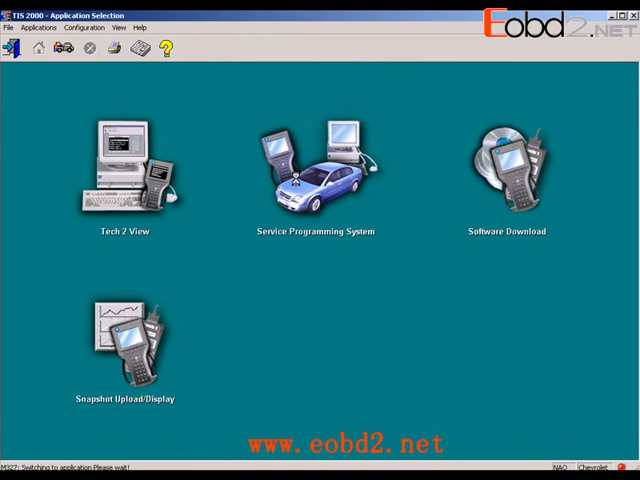 TIS 2000 - Application Selection
Eobd2.NET
File Applications Configuration View Help
Tech 2 View
Service Programming System
Software Download
Snapshot Upload/Display
www.eobd2.net
M327: Switching to application Please wait!
NAO Chevrolet